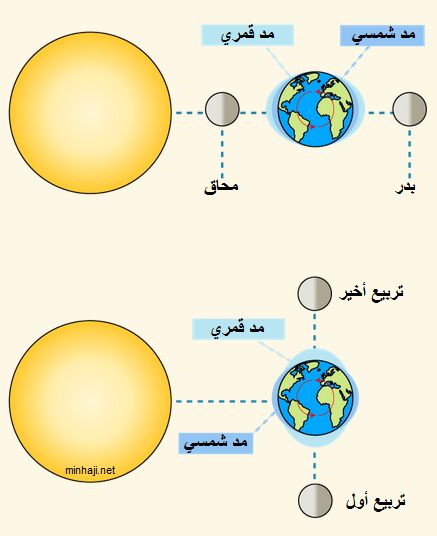 مد شمسي
مد قمري
بدر
محاق
تربيع أخير
مد قمري
مد شمسي
minhaji.net
تربيع أول